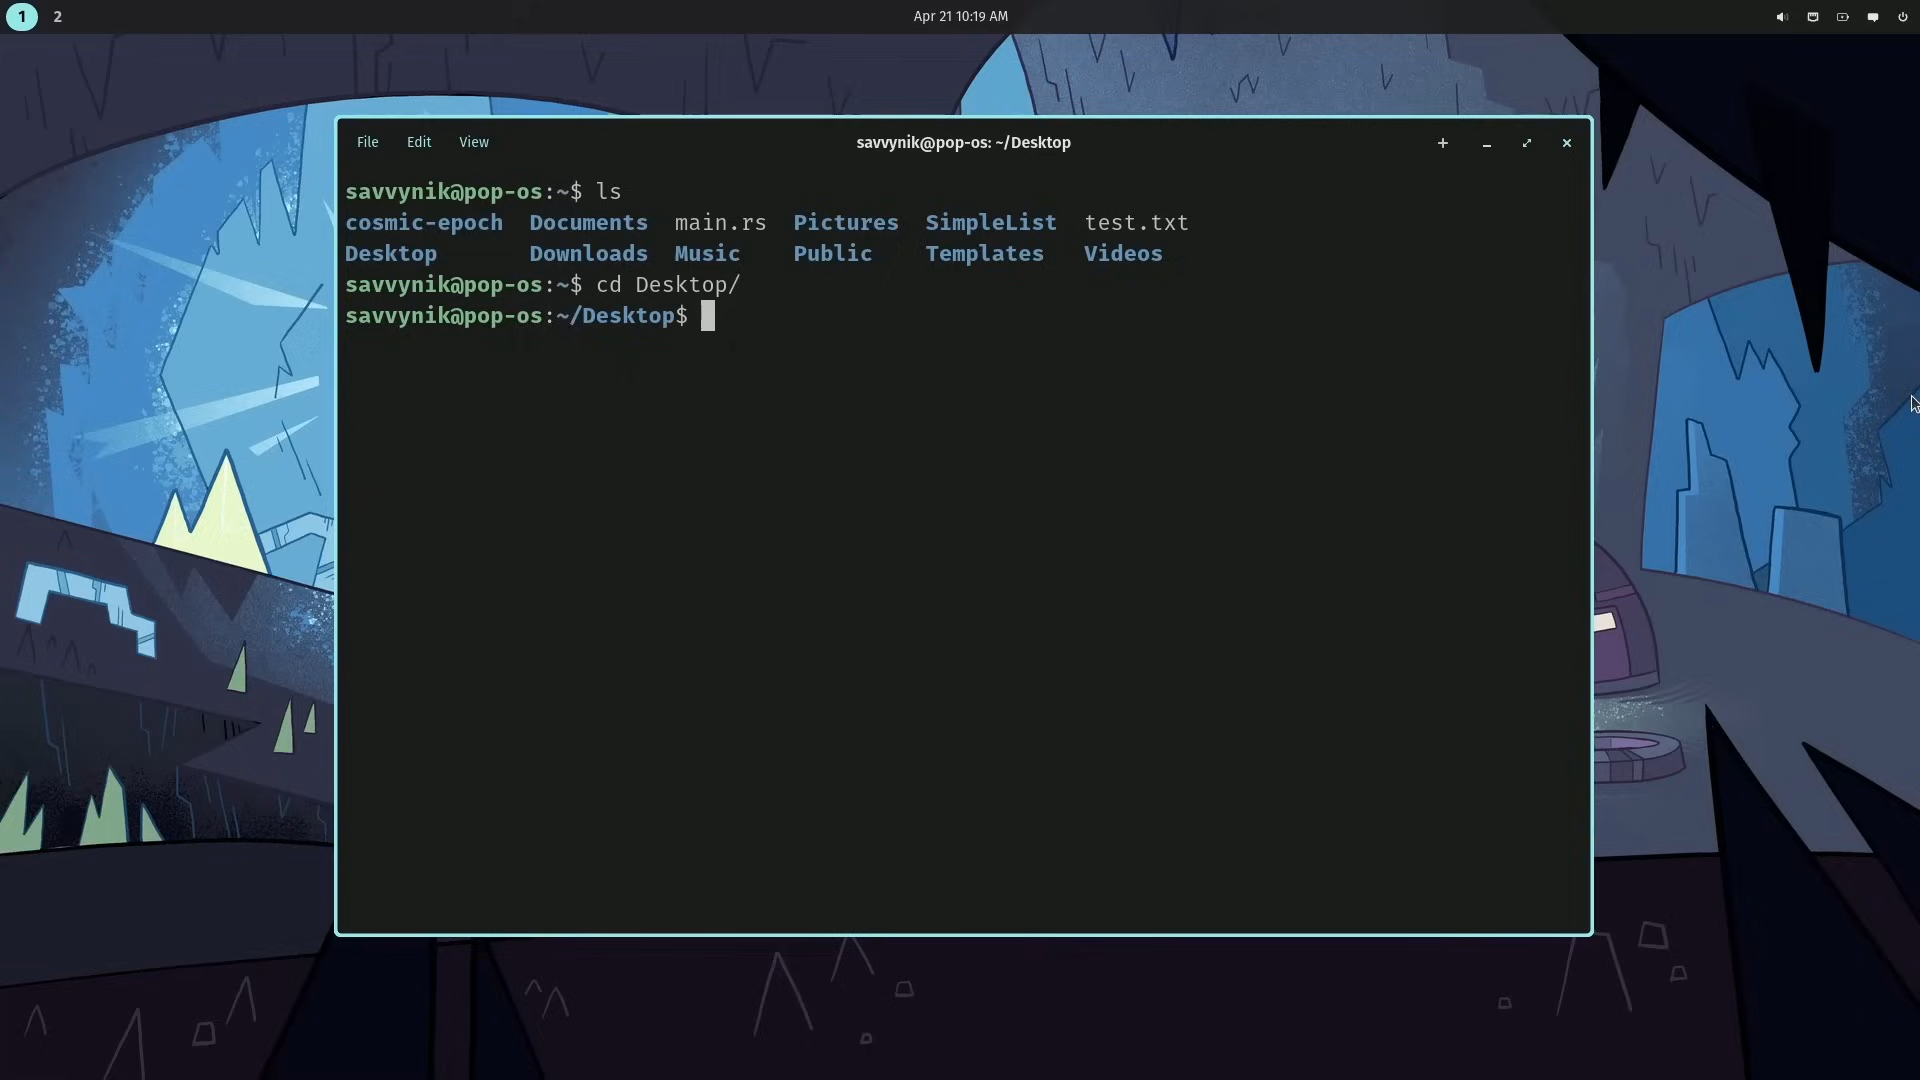 1 2 Apr 21 10:19 AM
File Edit View savvynik@pop-os: ~/Desktop
savvynik@pop-os:~$ ls
cosmic-epoch Documents main.rs Pictures SimpleList test.txt
Desktop Downloads Music Public Templates Videos
savvynik@pop-os:~$ cd Desktop/
savvynik@pop-os:~/Desktop$